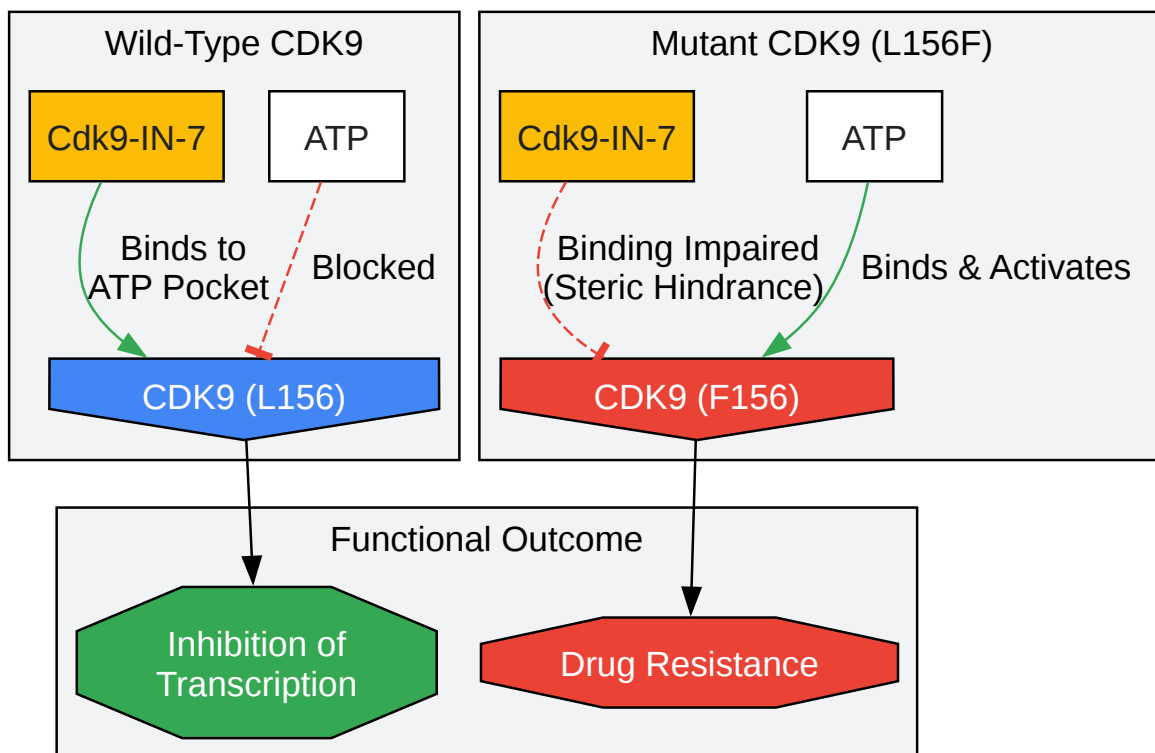 Wild-Type CDK9
Cdk9-IN-7
ATP
Binds to
ATP Pocket
Blocked
CDK9 (L156)
Mutant CDK9 (L156F)
Cdk9-IN-7
ATP
Binding Impaired
(Steric Hindrance)
Binds & Activates
CDK9 (F156)
Functional Outcome
Inhibition of
Transcription
Drug Resistance